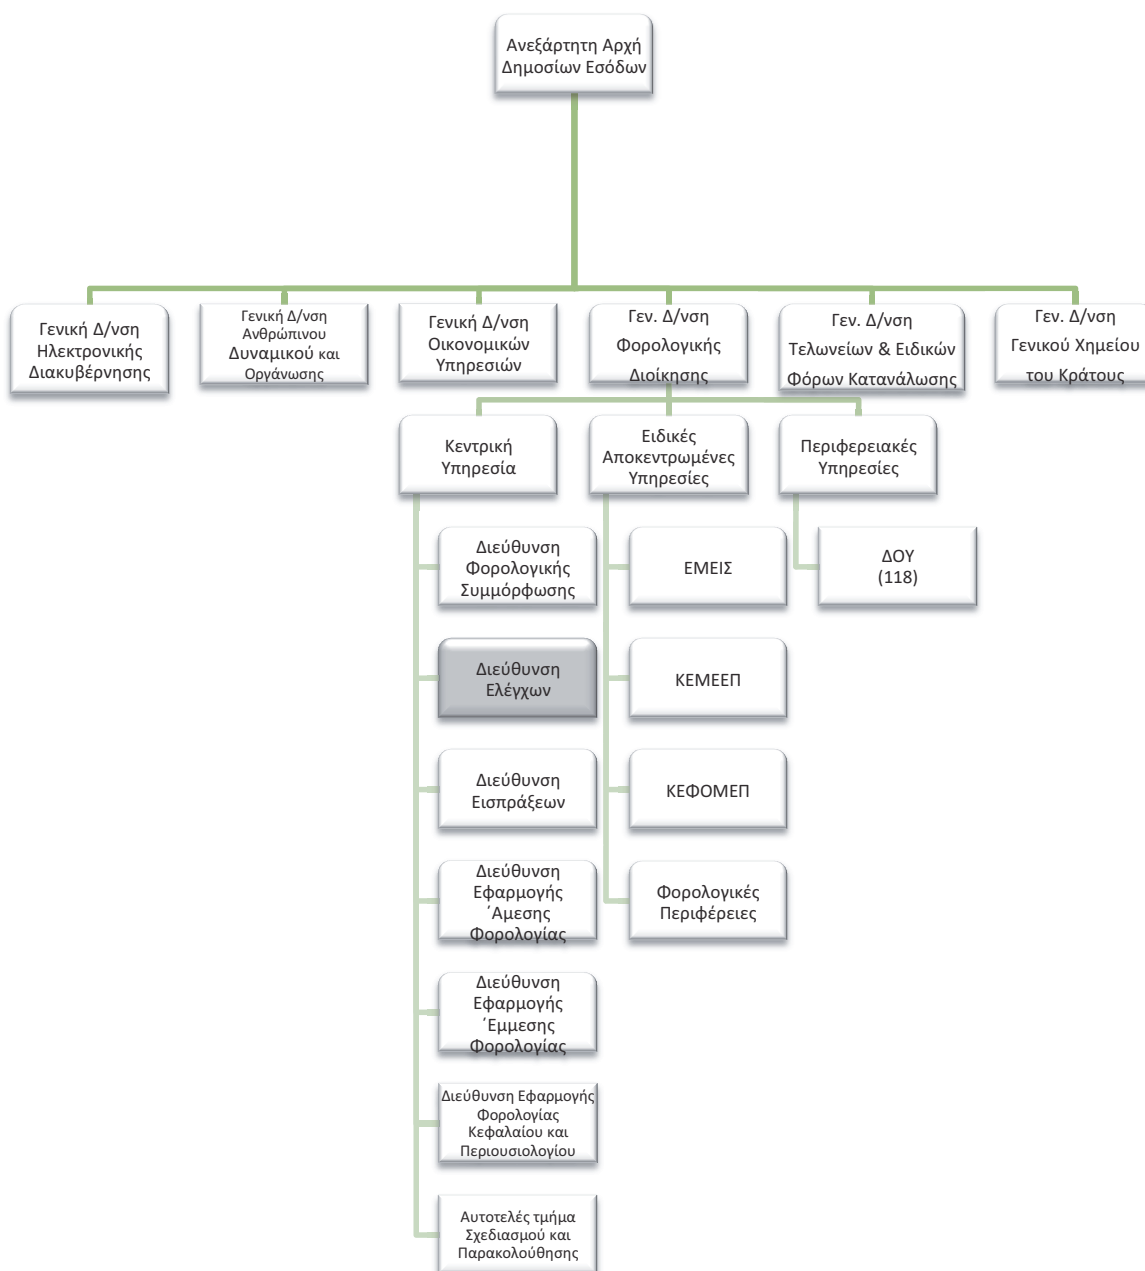 Ανεξάρτητη Αρχή
Δημοσίων Εσόδων
Γενική Δ/νση
Ηλεκτρονικής
Διακυβέρνησης
Γενική Δ/νση
Ανθρώπινου
Δυναμικού και
Οργάνωσης
Γενική Δ/νση
Οικονομικών
Υπηρεσιών
Γεν. Δ/νση
Φορολογικής
Διοίκησης
Γεν. Δ/νση
Τελωνείων & Ειδικών
Φόρων Κατανάλωσης
Γεν. Δ/νση
Γενικού Χημείου
του Κράτους
Κεντρική
Υπηρεσία
Ειδικές
Αποκεντρωμένες
Υπηρεσίες
Περιφερειακές
Υπηρεσίες
Διεύθυνση
Φορολογικής
Συμμόρφωσης
Διεύθυνση
Ελέγχων
Διεύθυνση
Εισπράξεων
Διεύθυνση
Εφαρμογής
΄Αμεσης
Φορολογίας
Διεύθυνση
Εφαρμογής
΄Εμμεσης
Φορολογίας
Διεύθυνση Εφαρμογής
Φορολογίας
Κεφαλαίου και
Περιουσιολογίου
Αυτοτελές τμήμα
Σχεδιασμού και
Παρακολούθησης
ΕΜΕΙΣ
ΚΕΜΕΕΠ
ΚΕΦΟΜΕΠ
Φορολογικές
Περιφέρειες
ΔΟΥ
(118)